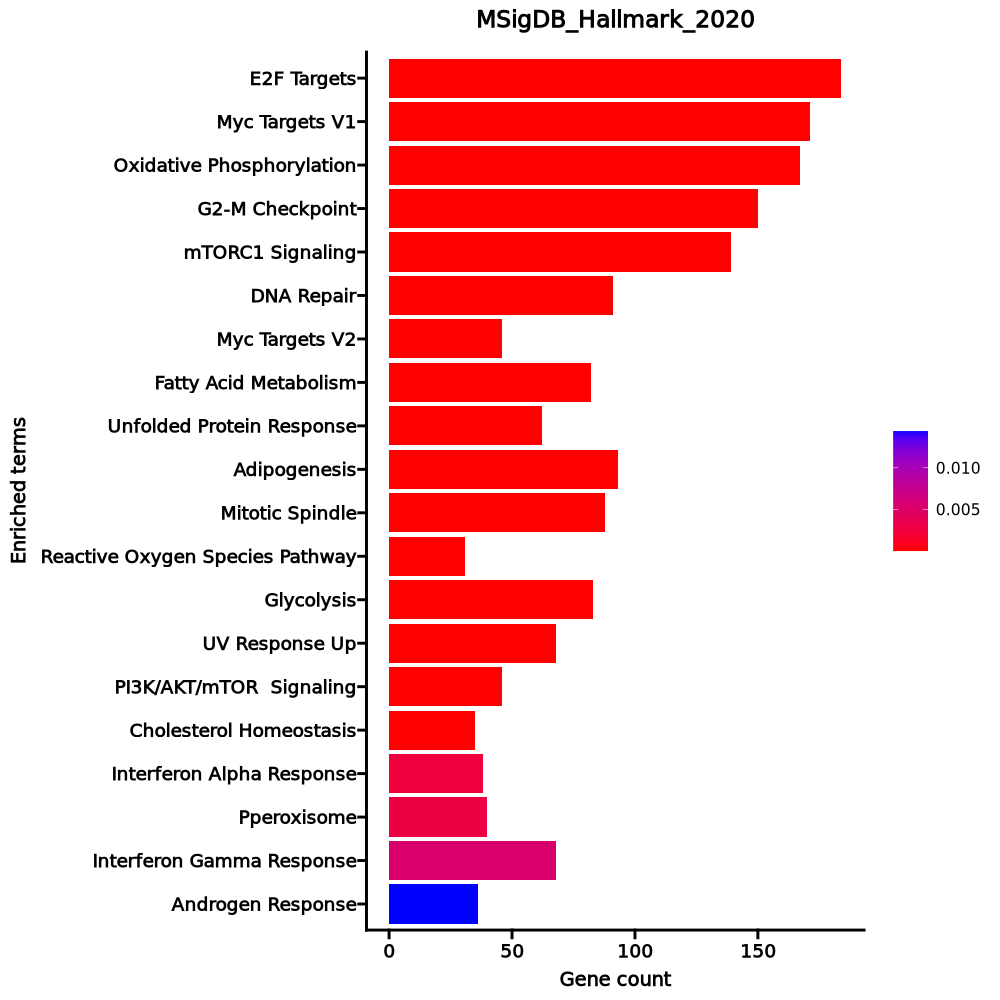 MSigDB_Hallmark_2020
E2F Targets
Myc Targets V1
Oxidative Phosphorylation
G2-M Checkpoint
mTORC1 Signaling
DNA Repair
Myc Targets V2
Fatty Acid Metabolism
Unfolded Protein Response
Adipogenesis
Mitotic Spindle
Reactive Oxygen Species Pathway
Glycolysis
UV Response Up
PI3K/AKT/mTOR  Signaling
Cholesterol Homeostasis
Interferon Alpha Response
Pperoxisome
Interferon Gamma Response
Androgen Response
Enriched terms
0 50 100 150
Gene count
0.010
0.005